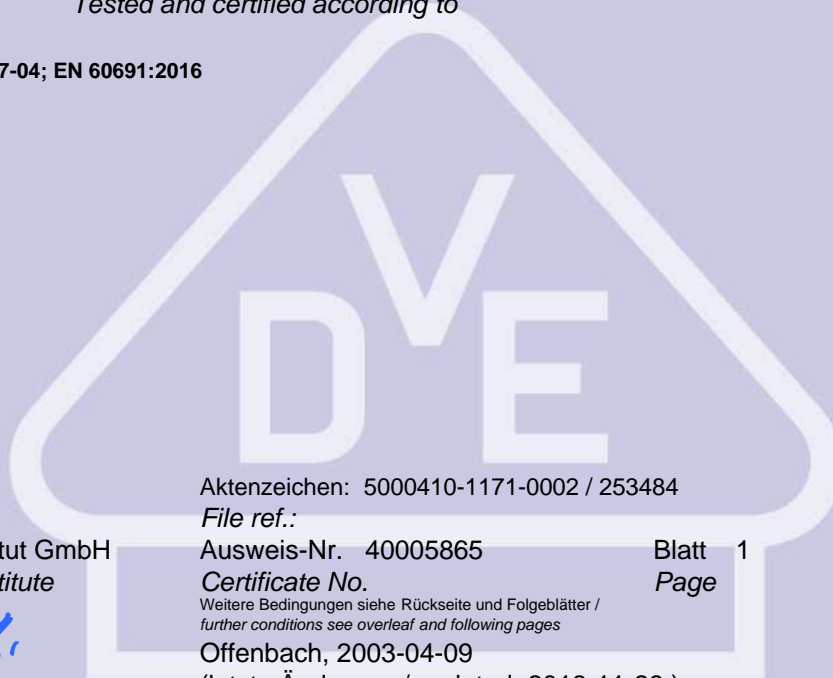 Tested and certified according to
7-04; EN 60691:2016
DVE
Aktenzeichen: 5000410-1171-0002 / 253484
File ref.:
tut GmbH Ausweis-Nr. 40005865 Blatt 1
titute Certificate No. Page
Weitere Bedingungen siehe Rückseite und Folgeblätter /
further conditions see overleaf and following pages
Offenbach, 2003-04-09